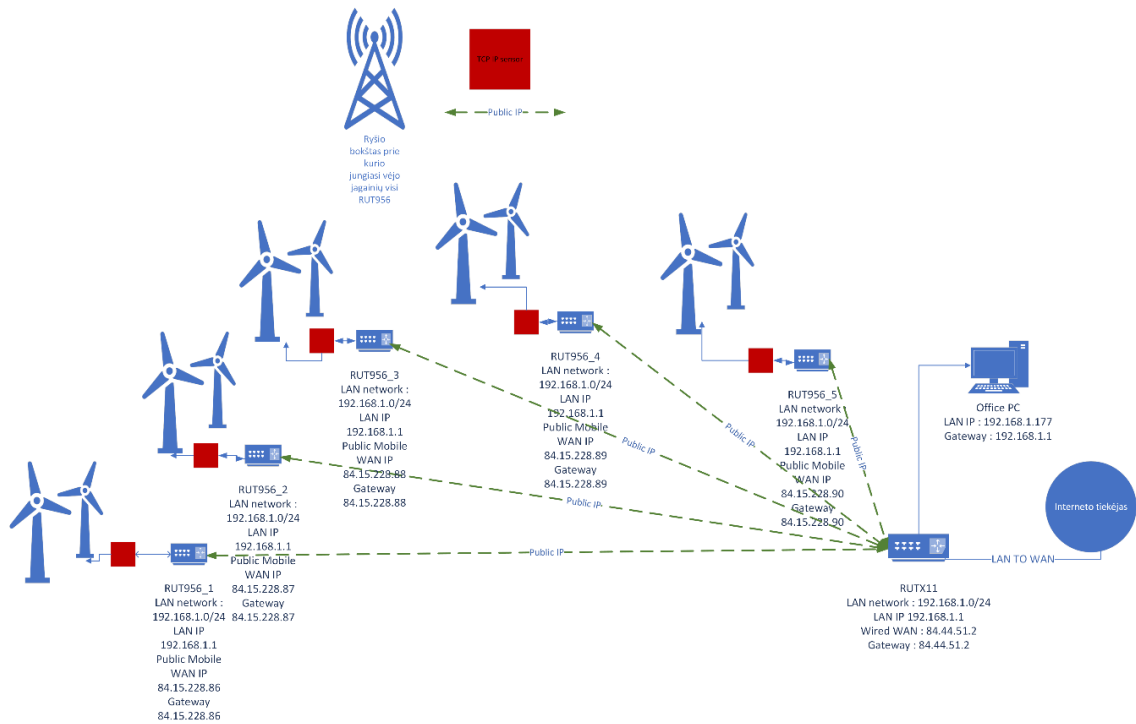 TCP IP server
Public IP
Ryšio
bokštas prie
kurio
jungiasi vėjo
jagainių visi
RUT956
RUT956_3
LAN network :
192.168.1.0/24
LAN IP
192.168.1.1
Public Mobile
WAN IP
84.15.228.88
Gateway
84.15.228.88
RUT956_4
LAN network :
192.168.1.0/24
LAN IP
192.168.1.1
Public Mobile
WAN IP
84.15.228.89
Gateway
84.15.228.89
RUT956_5
LAN network :
192.168.1.0/24
LAN IP
192.168.1.1
Public Mobile
WAN IP
84.15.228.90
Gateway
84.15.228.90
Office PC
LAN IP : 192.168.1.177
Gateway : 192.168.1.1
Public IP
Public IP
Public IP
Public IP
Public IP
RUT956_2
LAN network :
192.168.1.0/24
LAN IP
192.168.1.1
Public Mobile
WAN IP
84.15.228.87
Gateway
84.15.228.87
Interneto tiekėjas
LAN TO WAN
RUT956_1
LAN network :
192.168.1.0/24
LAN IP
192.168.1.1
Public Mobile
WAN IP
84.15.228.86
Gateway
84.15.228.86
RUTX11
LAN network : 192.168.1.0/24
LAN IP 192.168.1.1
Wired WAN : 84.44.51.2
Gateway : 84.44.51.2